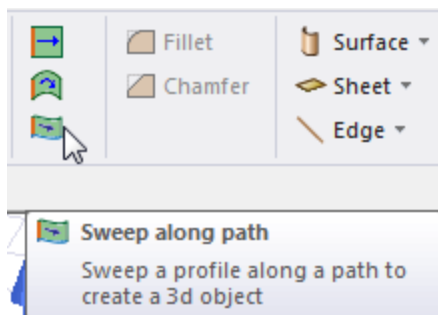 Fillet
Surface
Chamfer
Sheet
Edge
Sweep along path
Sweep a profile along a path to
create a 3d object